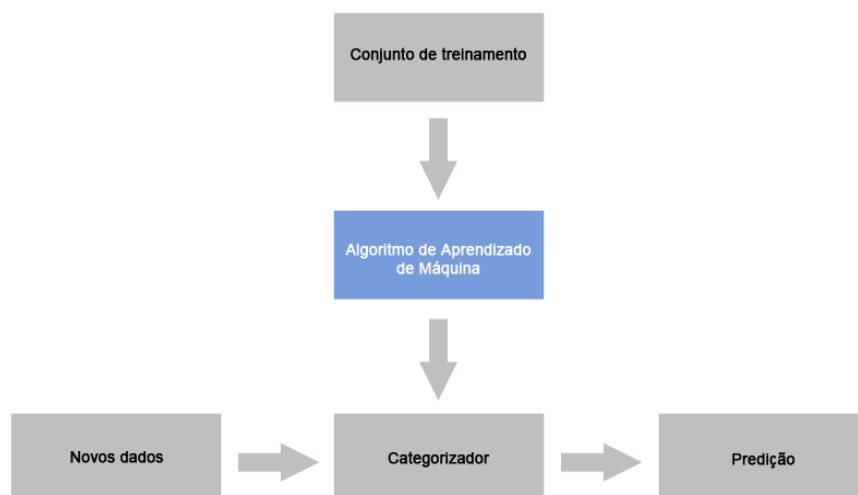 Conjunto de treinamento
Algoritmo de Aprendizado
de Máquina
Novos dados
Categorizador
Predição